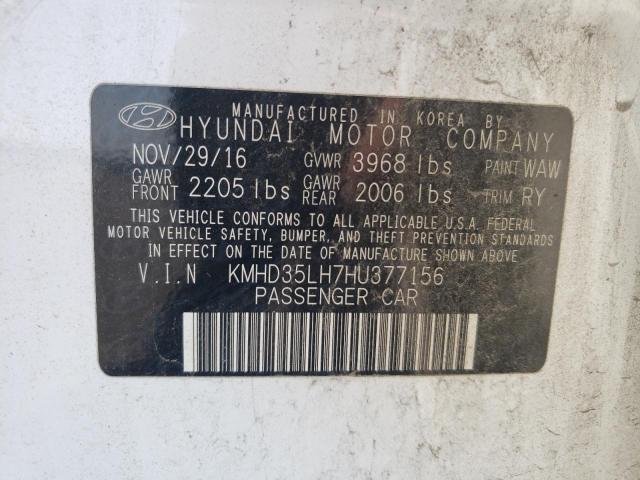 MANUFACTURED IN KOREA BY
HYUNDAI MOTOR COMPANY
NOV/29/16 GVWR 3968 lbs PAINT WAW
GAWR FRONT 2205 lbs GAWR REAR 2006 lbs TRIM RY
THIS VEHICLE CONFORMS TO ALL APPLICABLE U.S.A. FEDERAL
MOTOR VEHICLE SAFETY, BUMPER, AND THEFT PREVENTION STANDARDS
IN EFFECT ON THE DATE OF MANUFACTURE SHOWN ABOVE
V.I.N KMHD35LH7HU377156
PASSENGER CAR